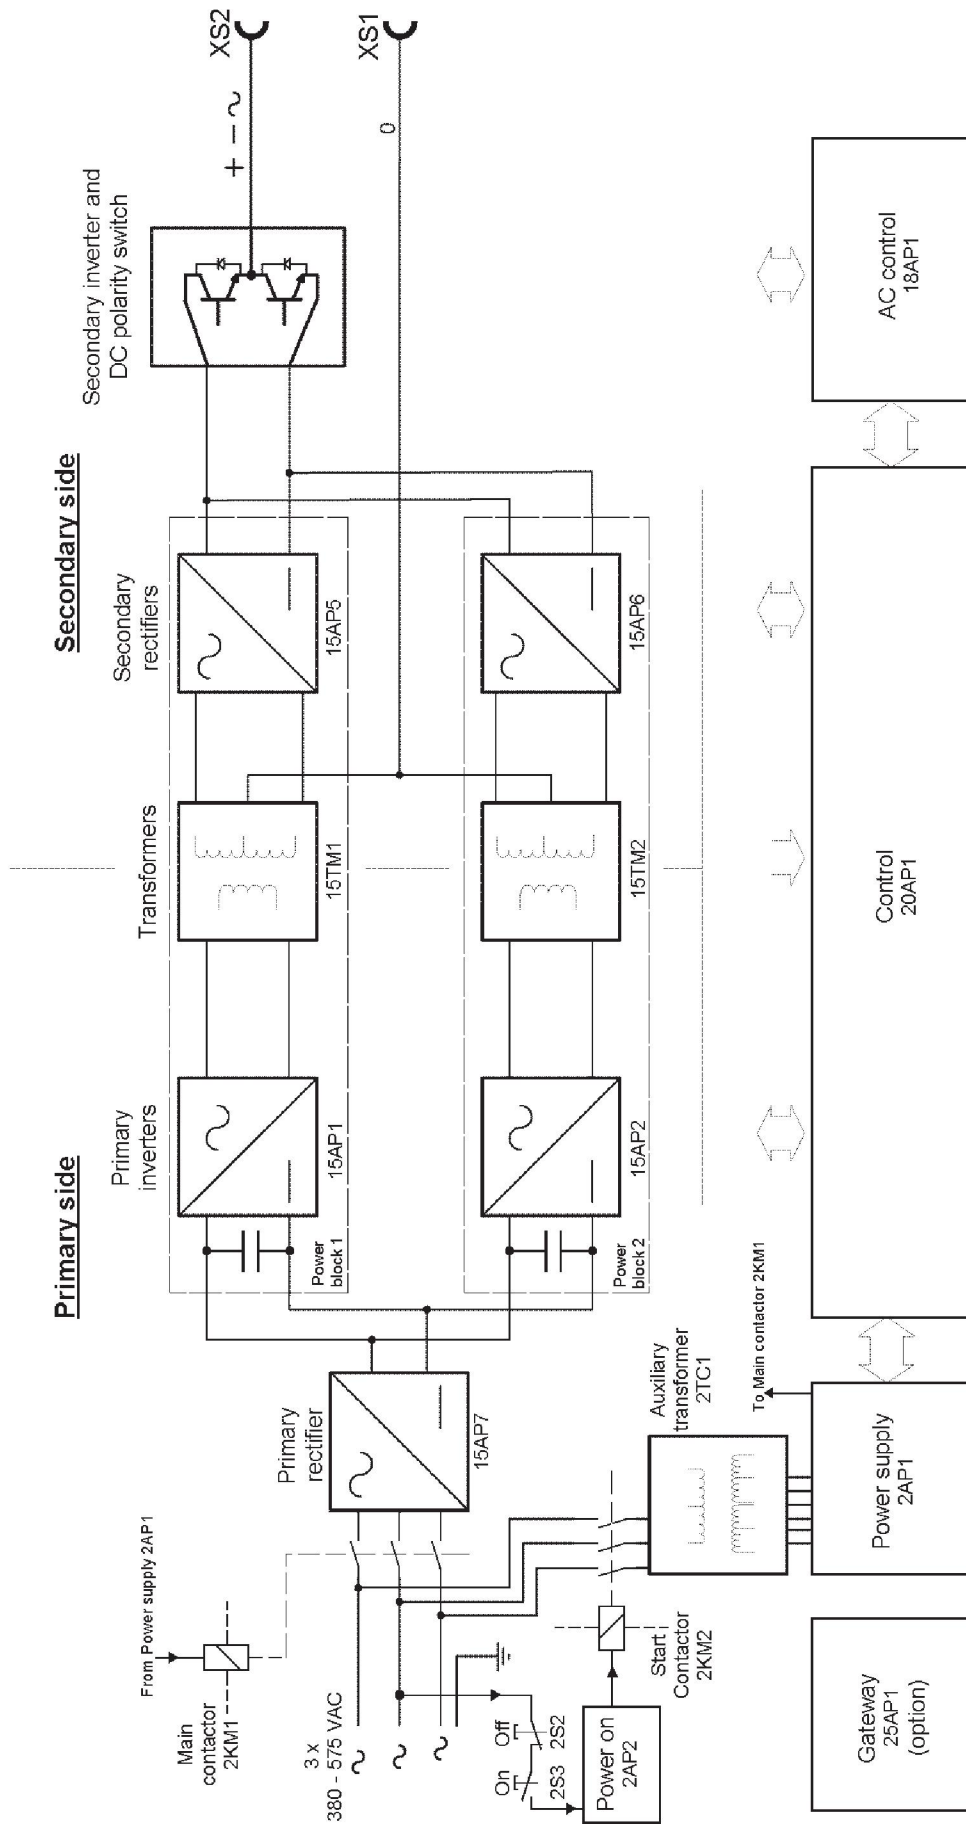 Primary side
Secondary side
From Power supply 2AP1
Main
contactor
2KM1
3 x
380 - 575 VAC
Primary
rectifier
15AP7
Primary
inverters
15AP1
Power
block 1
Transformers
15TM1
Secondary
rectifiers
15AP5
Secondary inverter and
DC polarity switch
+ − ~
XS2
0
XS1
15AP2
Power
block 2
15TM2
15AP6
Off
2S2
On
2S3
Power on
2AP2
Start
Contactor
2KM2
Auxiliary
transformer
2TC1
To Main contactor 2KM1
Gateway
25AP1
(option)
Power supply
2AP1
Control
20AP1
AC control
18AP1